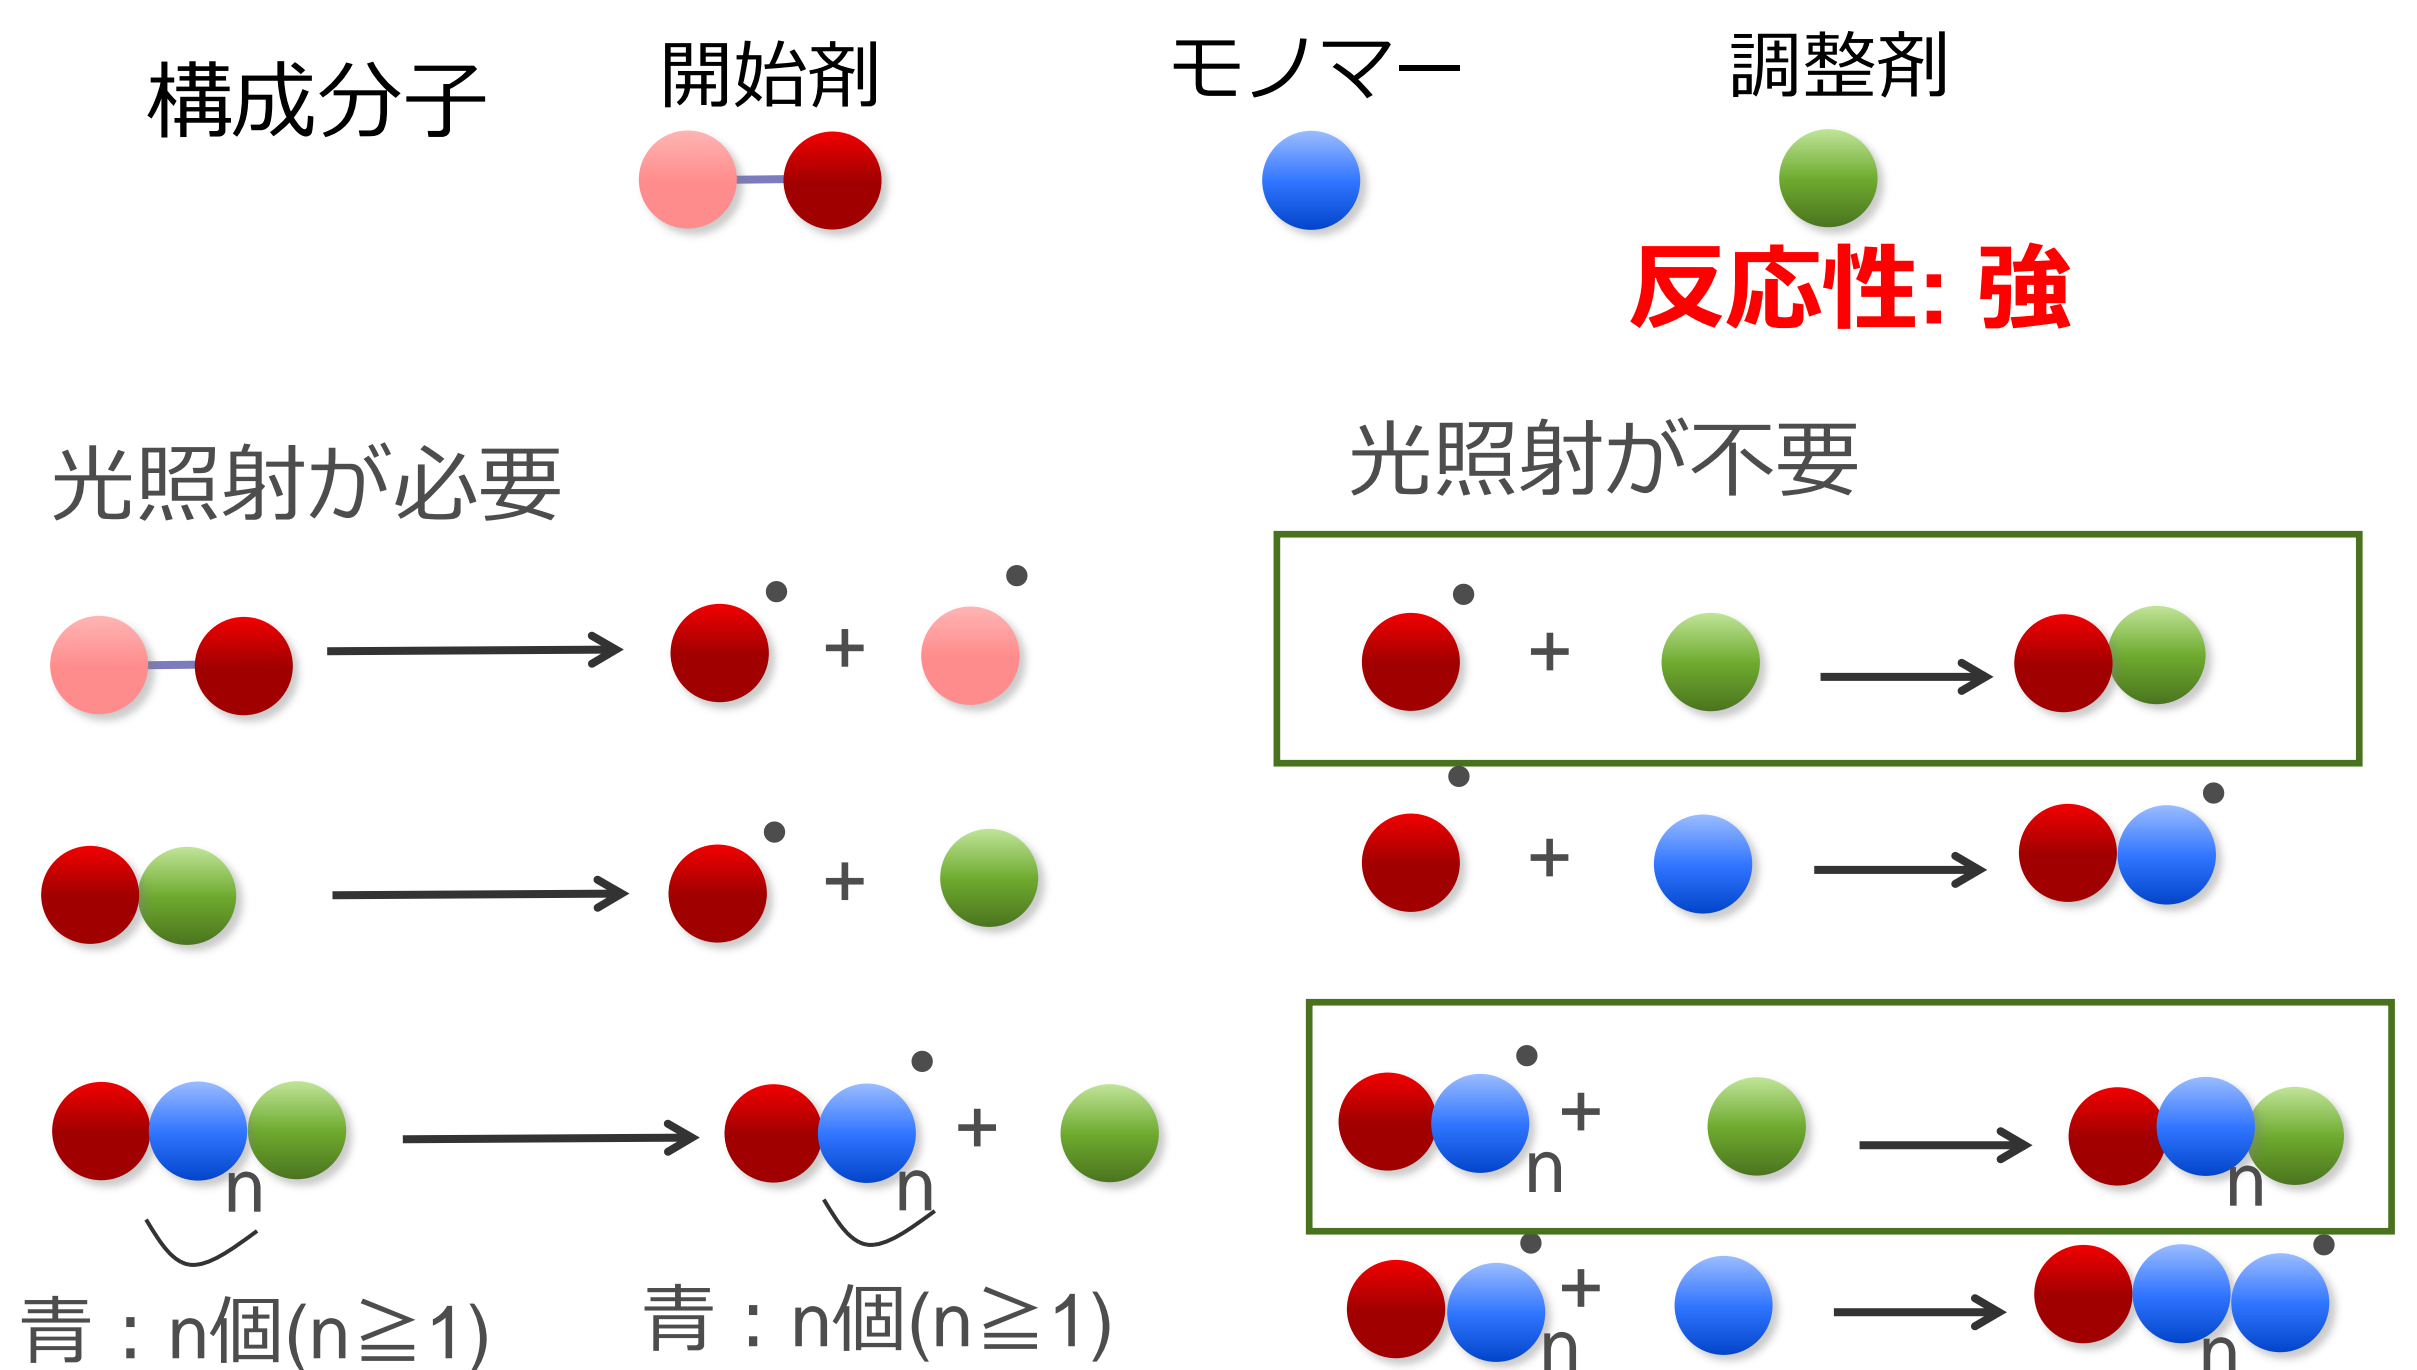 構成分子
開始剤
モノマー
調整剤
反応性: 強
光照射が必要
光照射が不要
+
+
+
+
n
n
+
n
+
n
青：n個(n≧1)
青：n個(n≧1)
n
+
n